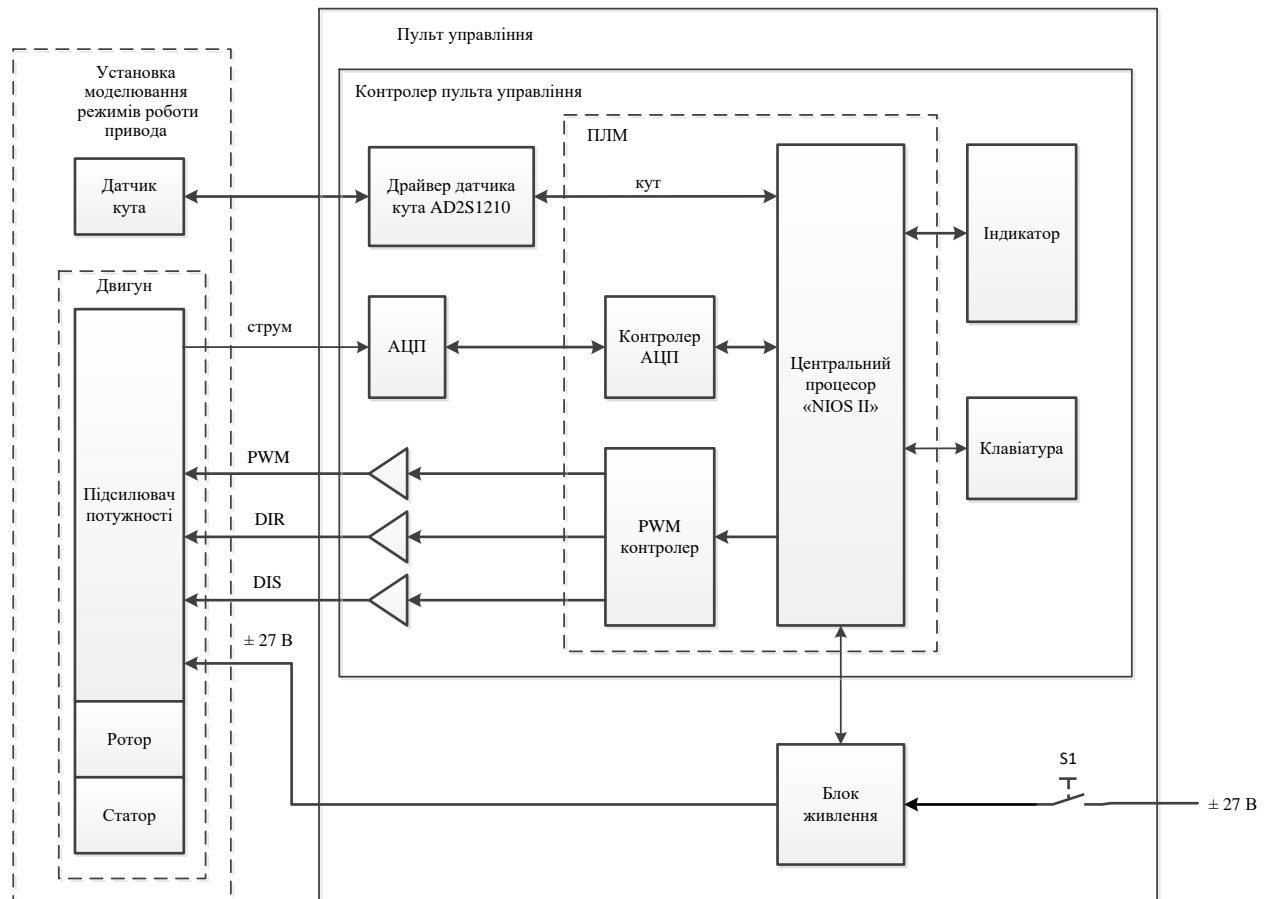 Пульт управління
Установка
моделювання
режимів роботи
привода
Контролер пульта управління
ПЛМ
Датчик
кута
Драйвер датчика
кута AD2S1210
кут
Індикатор
Двигун
струм
АЦП
Контролер
АЦП
Центральний
процесор
«NIOS II»
Клавіатура
PWM
Підсилювач
потужності
DIR
PWM
контролер
DIS
± 27 В
Ротор
Статор
Блок
живлення
S1
± 27 В